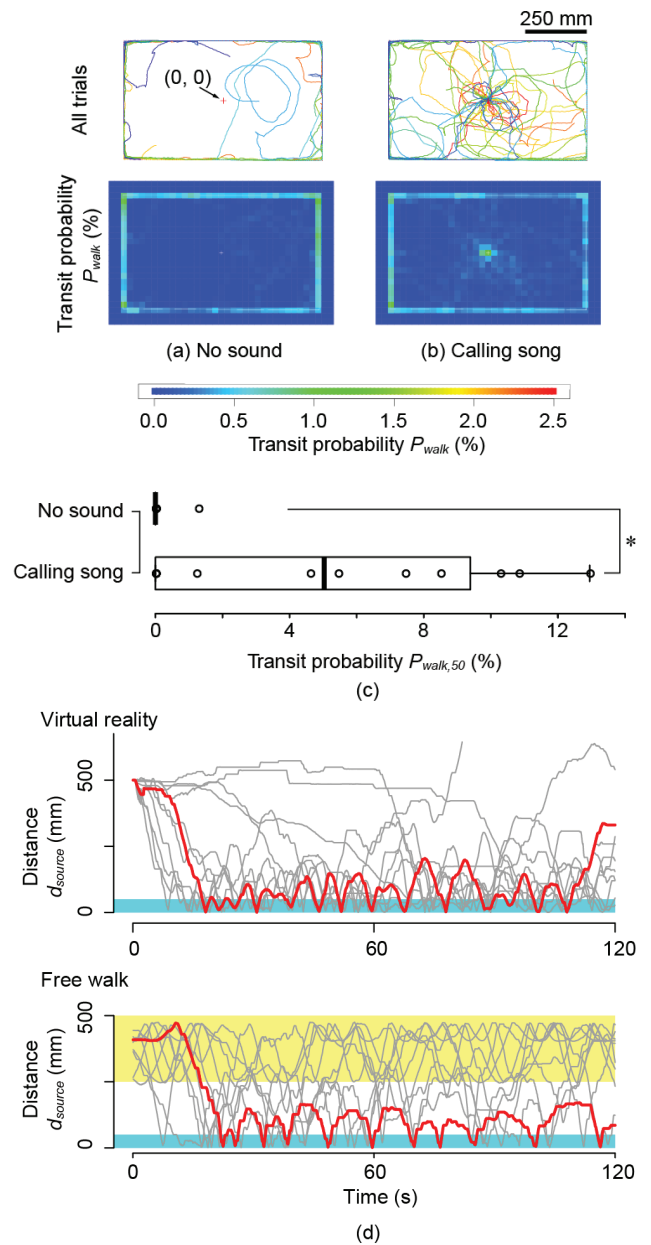 250 mm
All trials
(0, 0)
Transit probability
P_walk (%)
(a) No sound
(b) Calling song
0.0 0.5 1.0 1.5 2.0 2.5
Transit probability P_walk (%)
No sound
Calling song
*
0 4 8 12
Transit probability P_walk,50 (%)
(c)
Virtual reality
Distance
d_source (mm)
500
0
0 60 120
Free walk
Distance
d_source (mm)
500
0
0 60 120
Time (s)
(d)